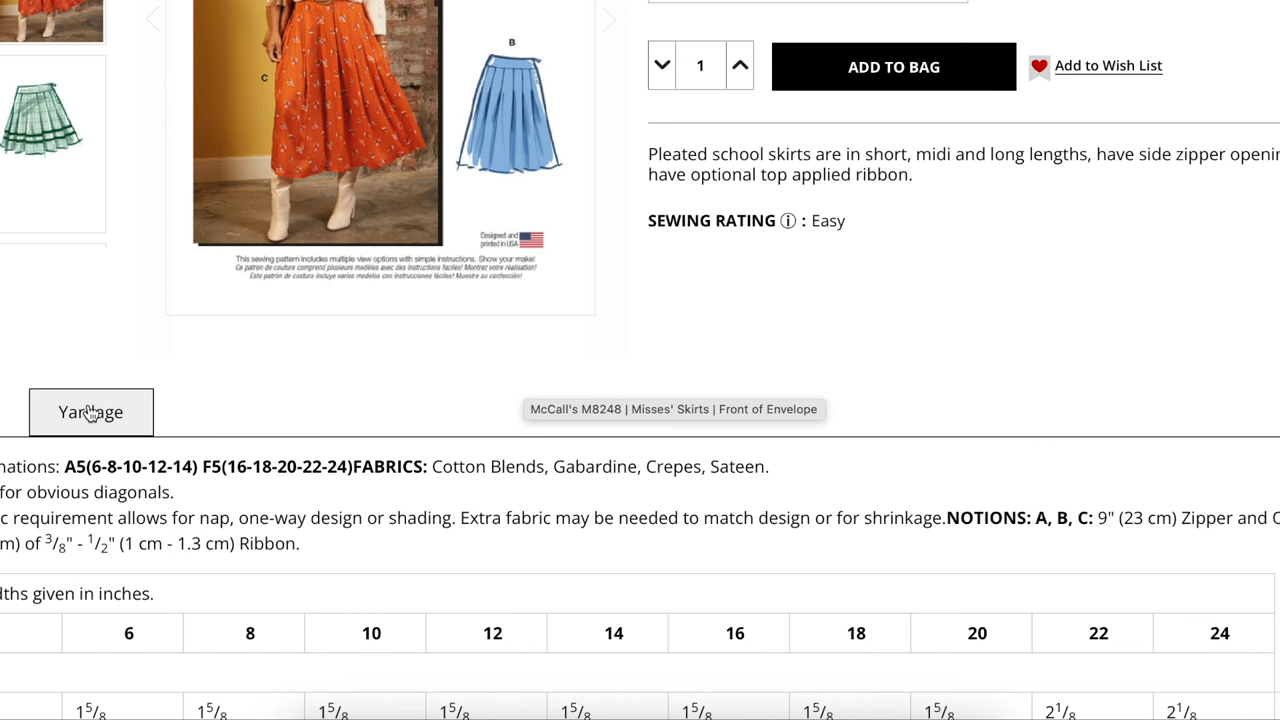 B
C
Designed and
printed in USA
This sewing pattern includes multiple view options with simple instructions. Show your make!
Ce patron de couture comprend plusieurs modèles avec des instructions faciles! Montrez votre réalisation!
Este patrón de costura incluye varios modelos con instrucciones fáciles! Muestre su confección!
1
ADD TO BAG
Add to Wish List
Pleated school skirts are in short, midi and long lengths, have side zipper
have optional top applied ribbon.
SEWING RATING ⓘ : Easy
Yardage
McCall's M8248 | Misses' Skirts | Front of Envelope
nations: A5(6-8-10-12-14) F5(16-18-20-22-24)FABRICS: Cotton Blends, Gabardine, Crepes, Sateen.
for obvious diagonals.
c requirement allows for nap, one-way design or shading. Extra fabric may be needed to match design or for shrinkage.NOTIONS: A, B, C: 9" (23 cm) Zipper and
m) of 3/8" - 1/2" (1 cm - 1.3 cm) Ribbon.
dths given in inches.
6 8 10 12 14 16 18 20 22 24
1 5/8 1 5/8 1 5/8 1 5/8 1 5/8 1 5/8 1 5/8 1 5/8 2 1/8 2 1/8